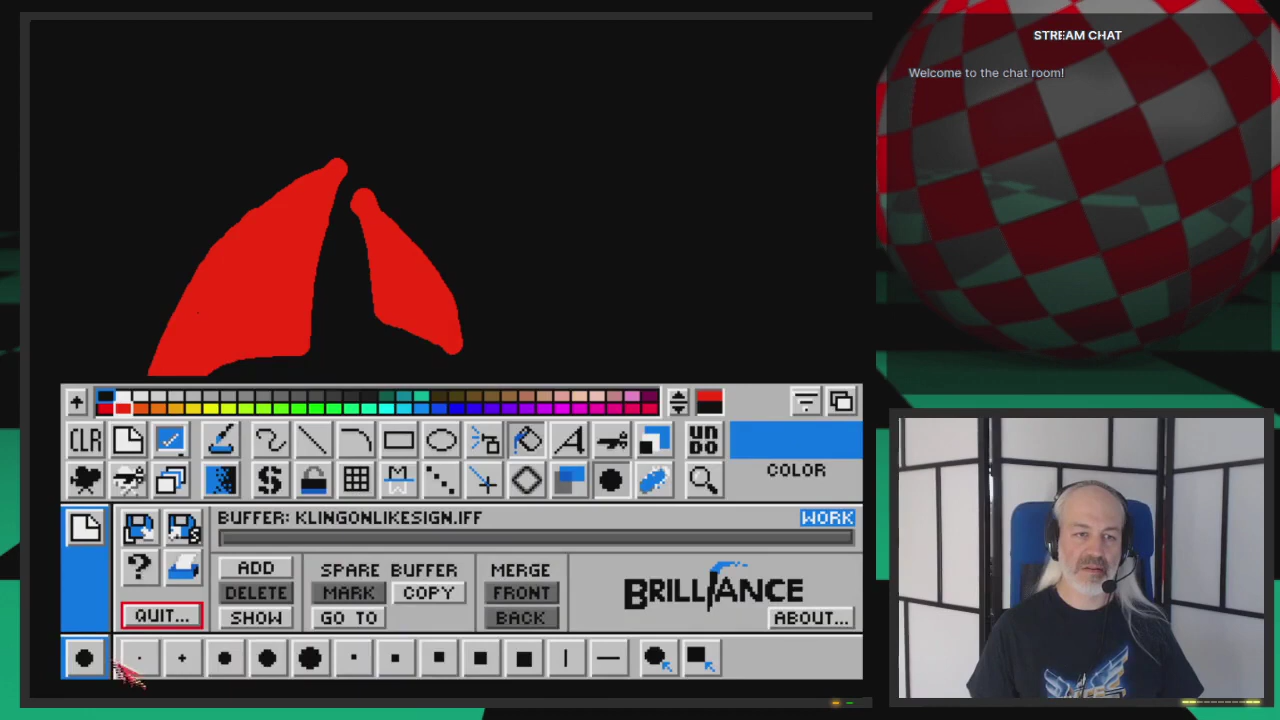 STREAM CHAT
Welcome to the chat room!
CLR
A
UN
DO
$
M
W
COLOR
BUFFER: KLINGONLIKESIGN.IFF
WORK
S
?
ADD
SPARE BUFFER
MERGE
DELETE
MARK
COPY
FRONT
BRILLIANCE
QUIT...
SHOW
GO TO
BACK
ABOUT...